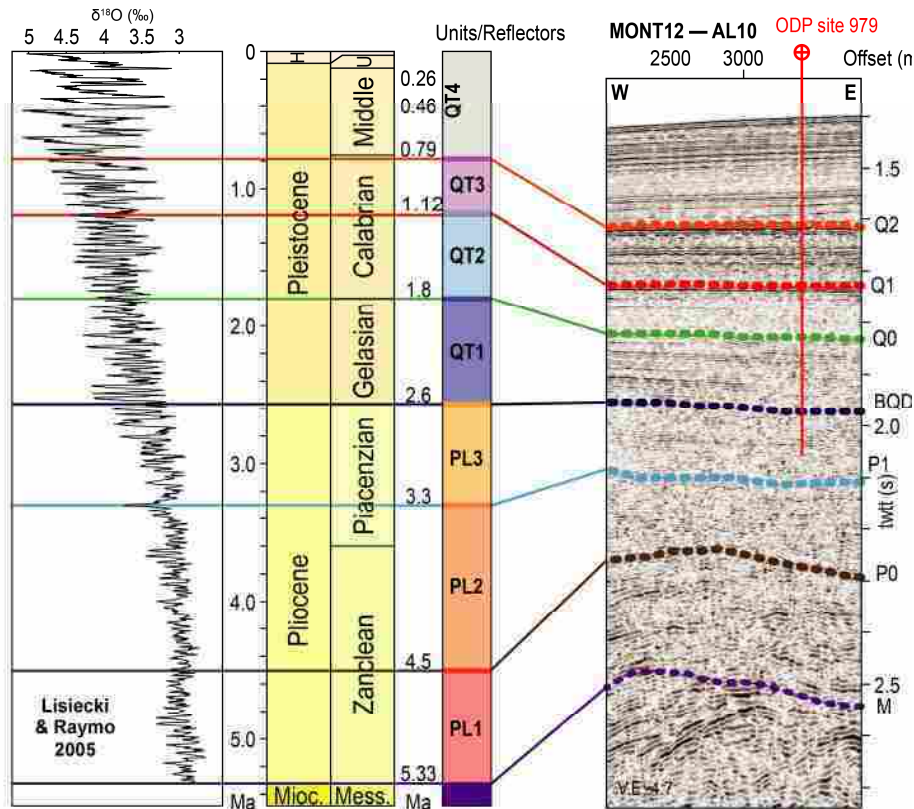 δ¹⁸O (‰)
5 4.5 4 3.5 3
Units/Reflectors
MONT12 — AL10
ODP site 979
2500 3000 Offset (m
W E
0
1.0
2.0
3.0
4.0
5.0
Ma
Lisiecki
& Raymo
2005
H
Pleistocene
Pliocene
Mioc.
U
Middle
Calabrian
Gelasian
Piacenzian
Zanclean
Mess.
0.26
0.46
0.79
1.12
1.8
2.6
3.3
4.5
5.33
Ma
QT4
QT3
QT2
QT1
PL3
PL2
PL1
1.5
Q2
Q1
Q0
BQD
2.0
P1
twtt (s)
P0
2.5
M
V.E. 4.7